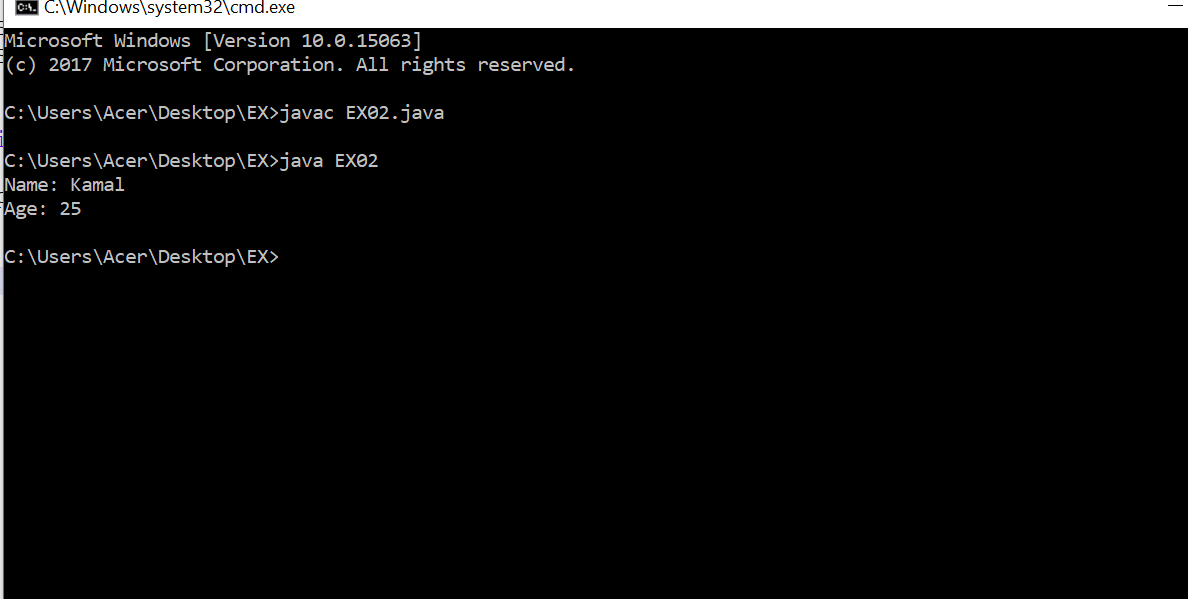 C:\Windows\system32\cmd.exe
Microsoft Windows [Version 10.0.15063]
(c) 2017 Microsoft Corporation. All rights reserved.
C:\Users\Acer\Desktop\EX>javac EX02.java
C:\Users\Acer\Desktop\EX>java EX02
Name: Kamal
Age: 25
C:\Users\Acer\Desktop\EX>